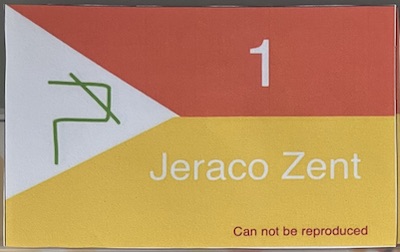 1
Jeraco Zent
Can not be reproduced